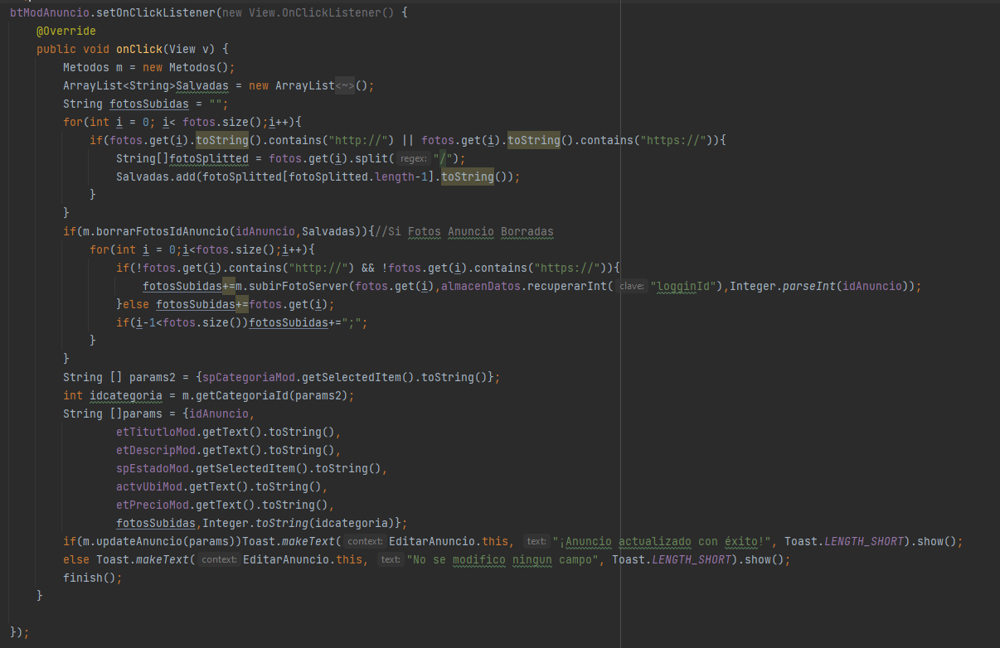 btModAnuncio.setOnClickListener(new View.OnClickListener() {
@Override
public void onClick(View v) {
Metodos m = new Metodos();
ArrayList<String>Salvadas = new ArrayList<~>();
String fotosSubidas = "";
for(int i = 0; i< fotos.size();i++){
if(fotos.get(i).toString().contains("http://") || fotos.get(i).toString().contains("https://")){
String[]fotoSplitted = fotos.get(i).split( regex: "/");
Salvadas.add(fotoSplitted[fotoSplitted.length-1].toString());
}
}
if(m.borrarFotosIdAnuncio(idAnuncio,Salvadas)){//Si Fotos Anuncio Borradas
for(int i = 0;i<fotos.size();i++){
if(!fotos.get(i).contains("http://") && !fotos.get(i).contains("https://")){
fotosSubidas+=m.subirFotoServer(fotos.get(i),almacenDatos.recuperarInt( clave: "logginId"),Integer.parseInt(idAnuncio));
}else fotosSubidas+=fotos.get(i);
if(i-1<fotos.size())fotosSubidas+=";";
}
}
String [] params2 = {spCategoriaMod.getSelectedItem().toString()};
int idcategoria = m.getCategoriaId(params2);
String []params = {idAnuncio,
etTitutloMod.getText().toString(),
etDescripMod.getText().toString(),
spEstadoMod.getSelectedItem().toString(),
actvUbiMod.getText().toString(),
etPrecioMod.getText().toString(),
fotosSubidas,Integer.toString(idcategoria)};
if(m.updateAnuncio(params))Toast.makeText( context: EditarAnuncio.this, text: "¡Anuncio actualizado con éxito!", Toast.LENGTH_SHORT).show();
else Toast.makeText( context: EditarAnuncio.this, text: "No se modifico ningun campo", Toast.LENGTH_SHORT).show();
finish();
}
});